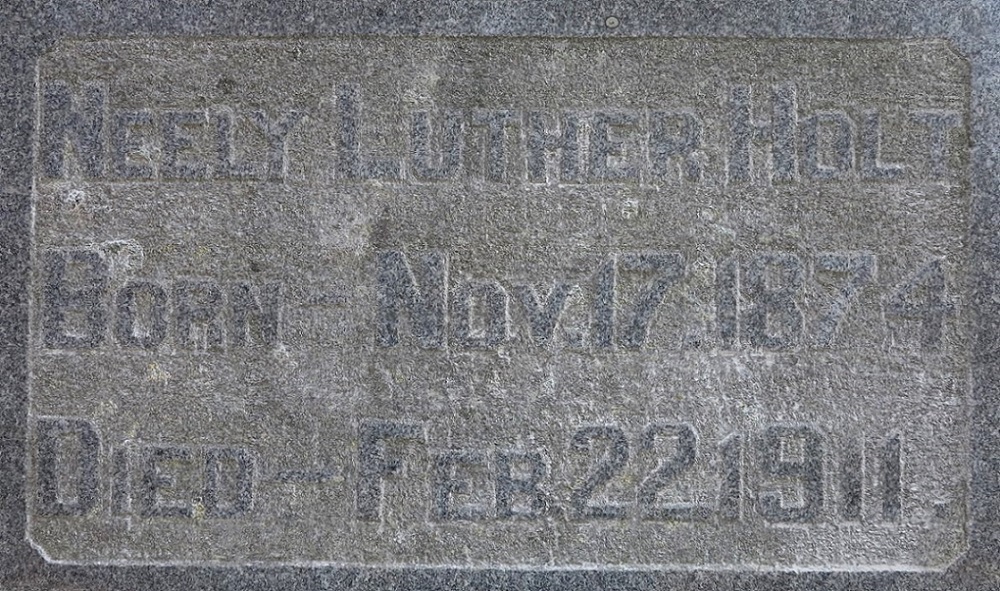 NEELY LUTHER HOLT
BORN — NOV. 17. 1874
DIED — FEB. 22 1911.